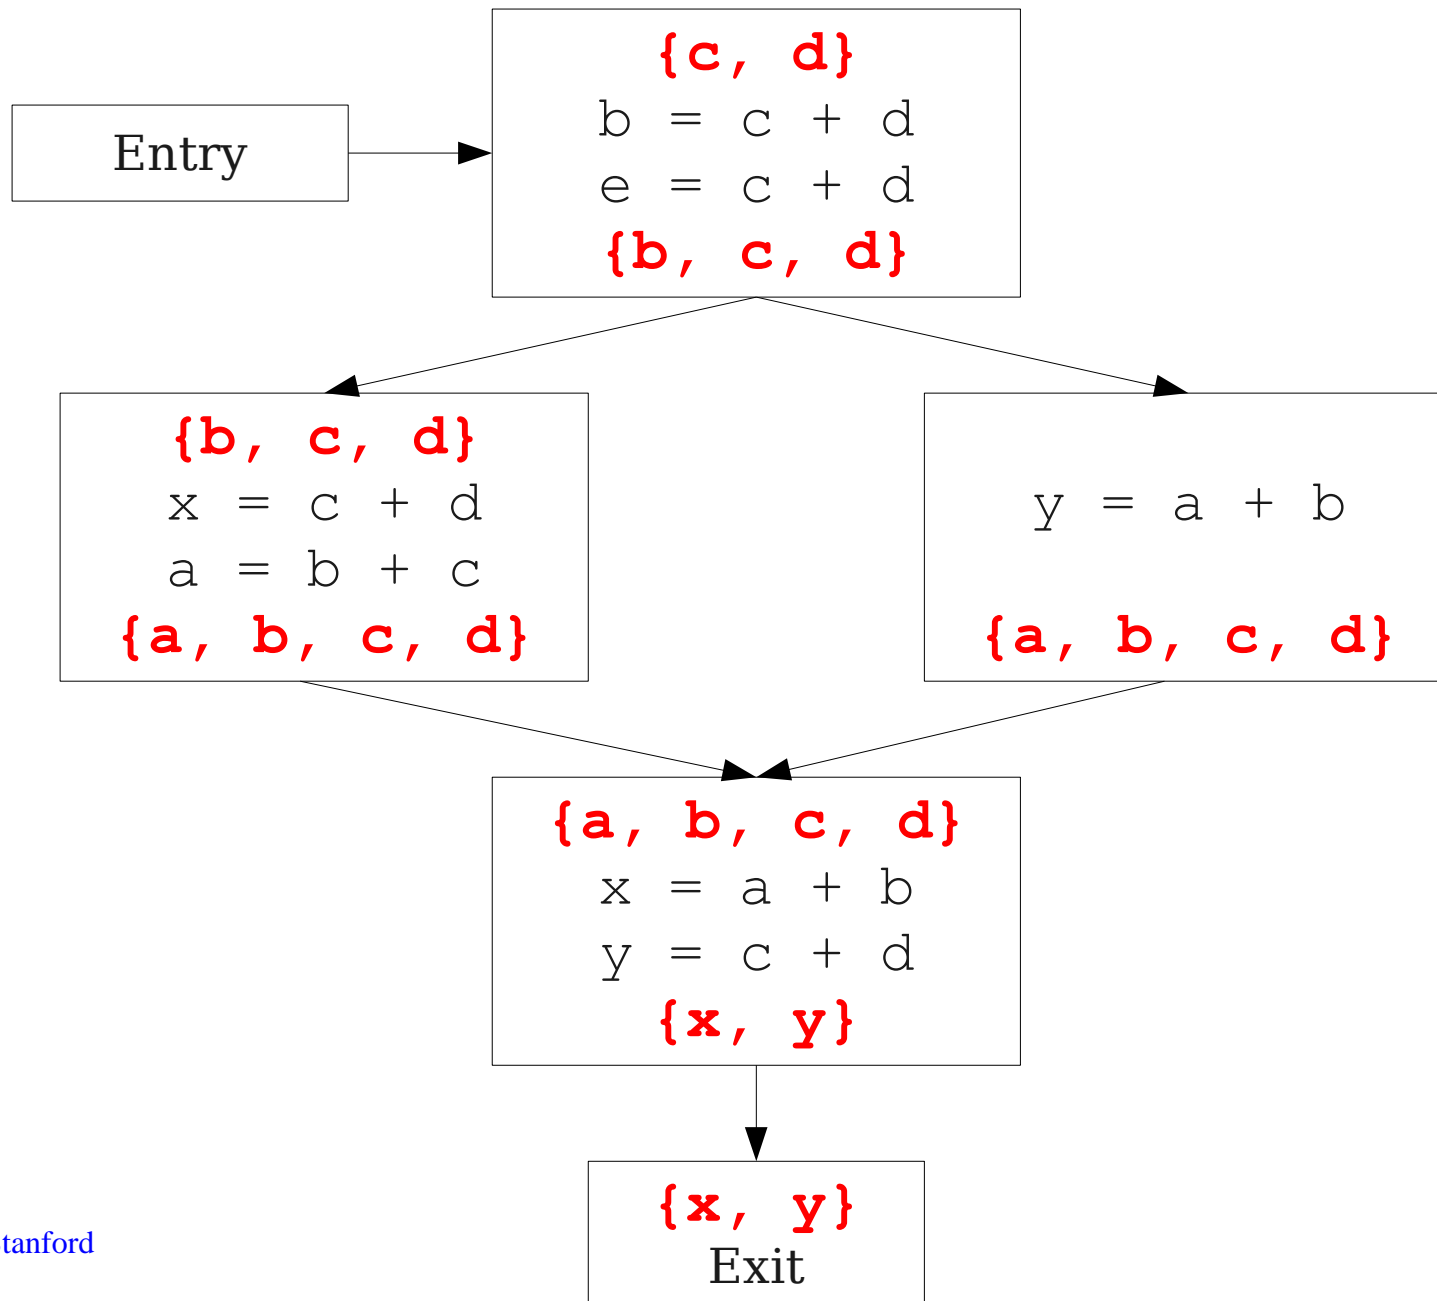 {c, d}
b = c + d
e = c + d
{b, c, d}
Entry
{b, c, d}
x = c + d
a = b + c
{a, b, c, d}
y = a + b
{a, b, c, d}
{a, b, c, d}
x = a + b
y = c + d
{x, y}
{x, y}
Exit
tanford